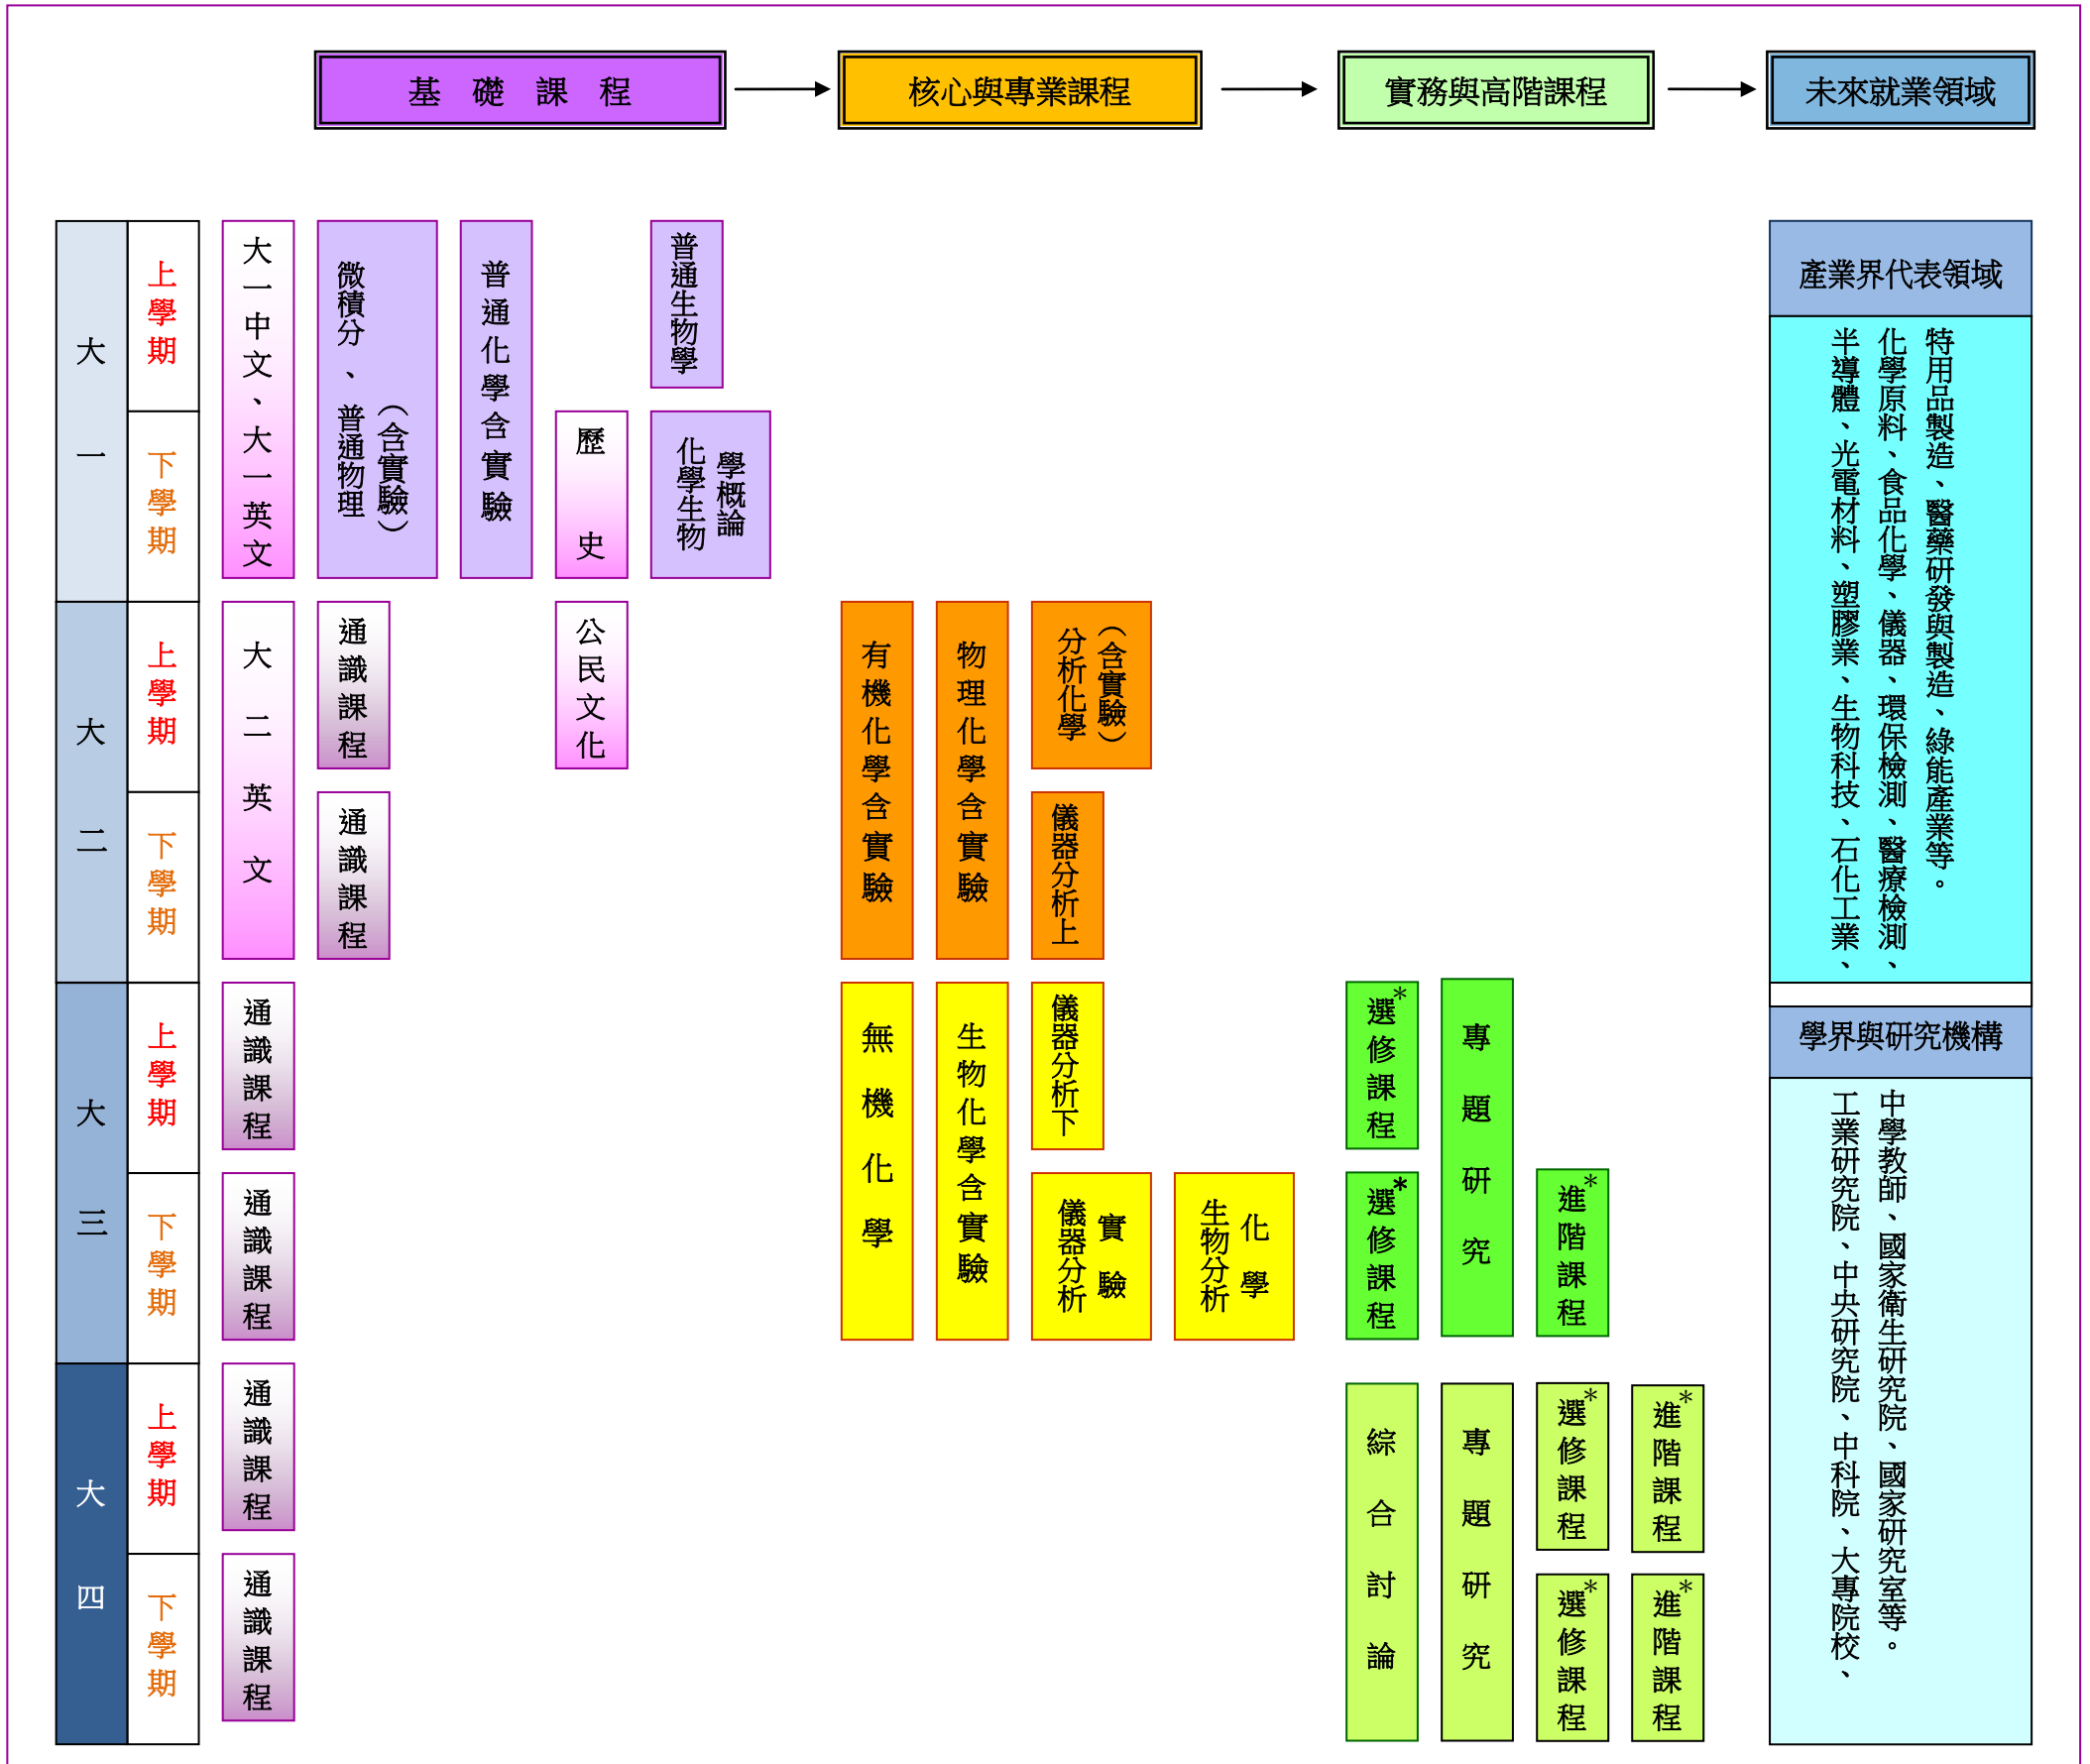 基礎課程
核心與專業課程
實務與高階課程
未來就業領域
大一
上學期
下學期
大一中文、大一英文
微積分、普通物理
（含實驗）
普通化學含實驗
歷史
普通生物學
化學生物
學概論
大二
上學期
下學期
大二英文
通識課程
通識課程
公民文化
有機化學含實驗
物理化學含實驗
分析化學
（含實驗）
儀器分析上
大三
上學期
下學期
通識課程
通識課程
無機化學
生物化學含實驗
儀器分析下
儀器分析
實驗
生物分析
化學
選修課程*
選修課程*
專題研究
進階課程*
大四
上學期
下學期
通識課程
通識課程
綜合討論
專題研究
選修課程*
選修課程*
進階課程*
進階課程*
產業界代表領域
特用品製造、醫藥研發與製造、綠能產業等。
化學原料、食品化學、儀器、環保檢測、醫療檢測、
半導體、光電材料、塑膠業、生物科技、石化工業、
學界與研究機構
中學教師、國家衛生研究院、國家研究室等。
工業研究院、中央研究院、中科院、大專院校、